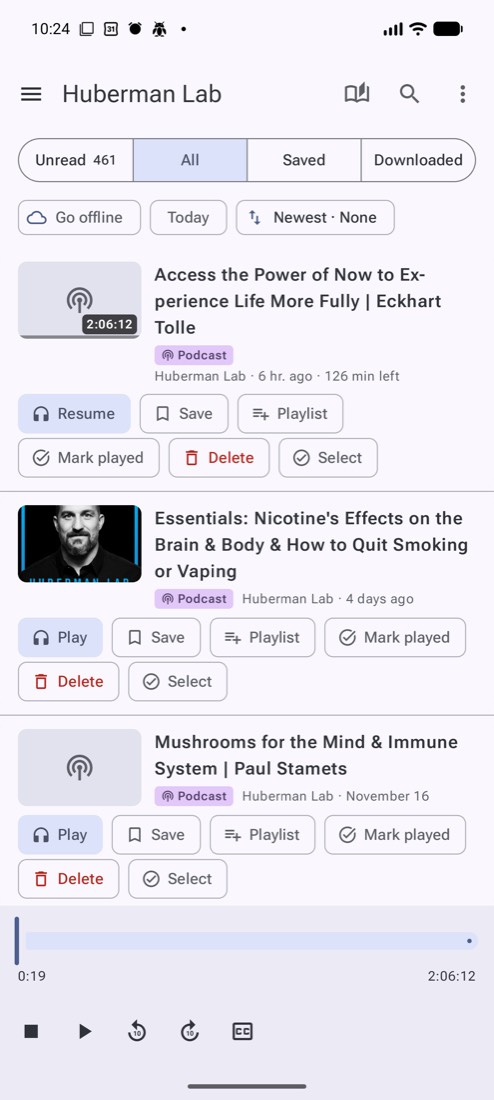 10:24
31
Huberman Lab
Unread 461
All
Saved
Downloaded
Go offline
Today
Newest · None
Access the Power of Now to Ex-
perience Life More Fully | Eckhart
Tolle
2:06:12
Podcast
Huberman Lab · 6 hr. ago · 126 min left
Resume
Save
Playlist
Mark played
Delete
Select
Essentials: Nicotine's Effects on the
Brain & Body & How to Quit Smoking
or Vaping
HUBERMAN LAB
Podcast Huberman Lab · 4 days ago
Play
Save
Playlist
Mark played
Delete
Select
Mushrooms for the Mind & Immune
System | Paul Stamets
Podcast Huberman Lab · November 16
Play
Save
Playlist
Mark played
Delete
Select
0:19
2:06:12
10
10
CC